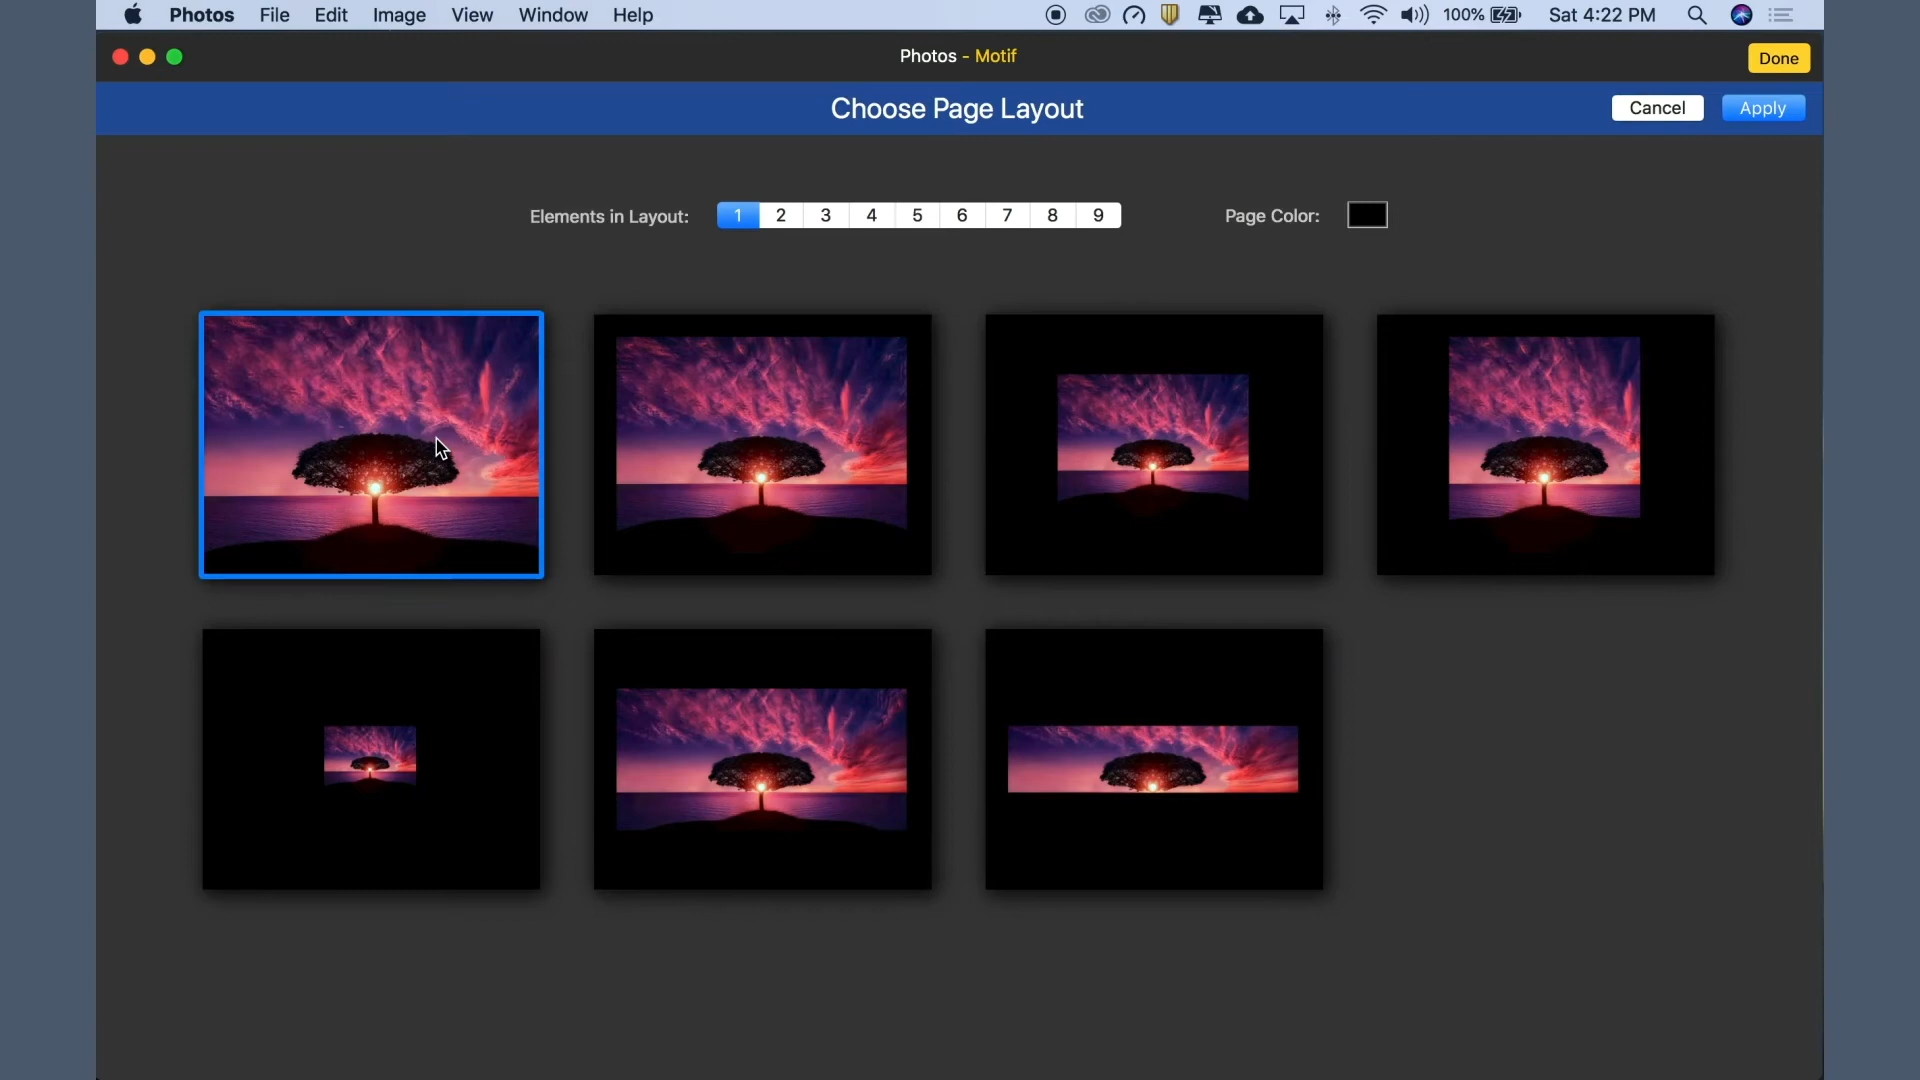 Photos File Edit Image View Window Help 100% Sat 4:22 PM
Photos - Motif
Done
Choose Page Layout
Cancel Apply
Elements in Layout: 1 2 3 4 5 6 7 8 9 Page Color: